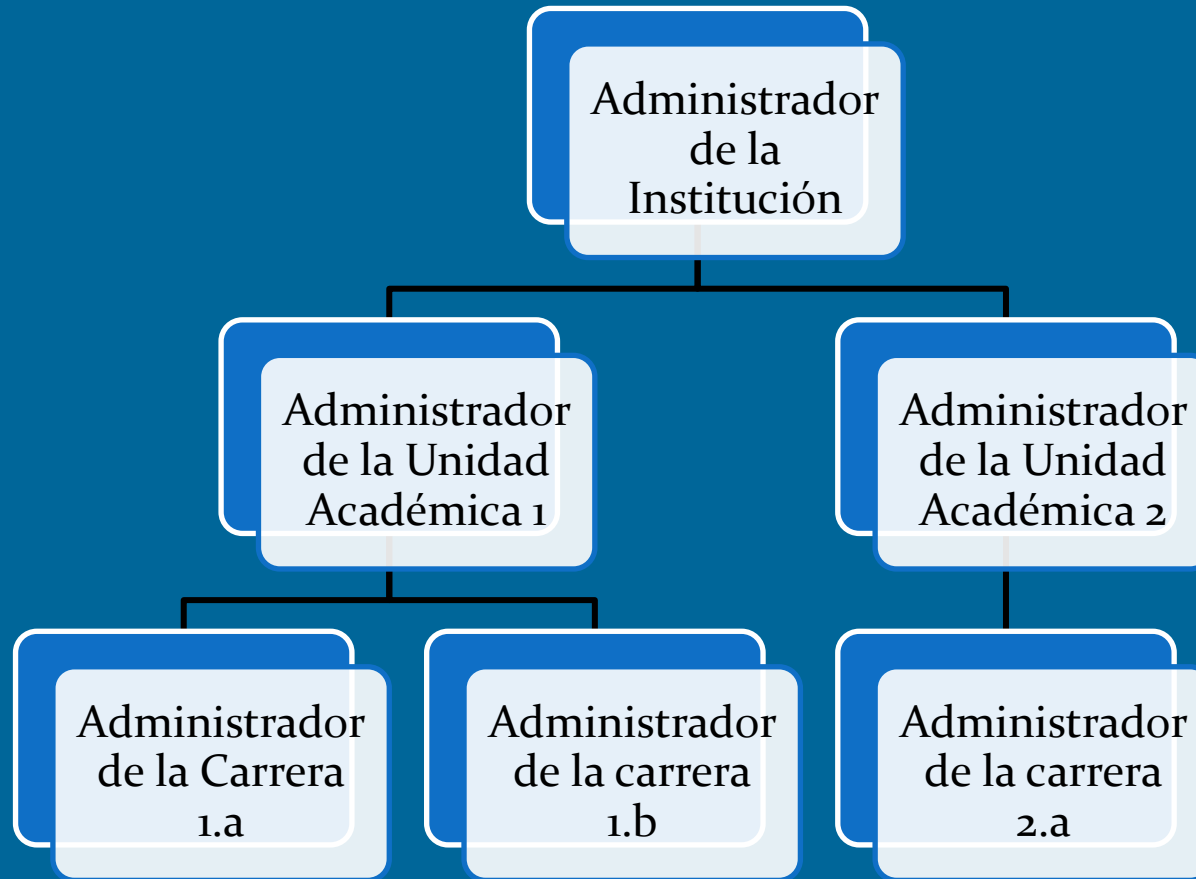 Administrador
de la
Institución
Administrador
de la Unidad
Académica 1
Administrador
de la Unidad
Académica 2
Administrador
de la Carrera
1.a
Administrador
de la carrera
1.b
Administrador
de la carrera
2.a